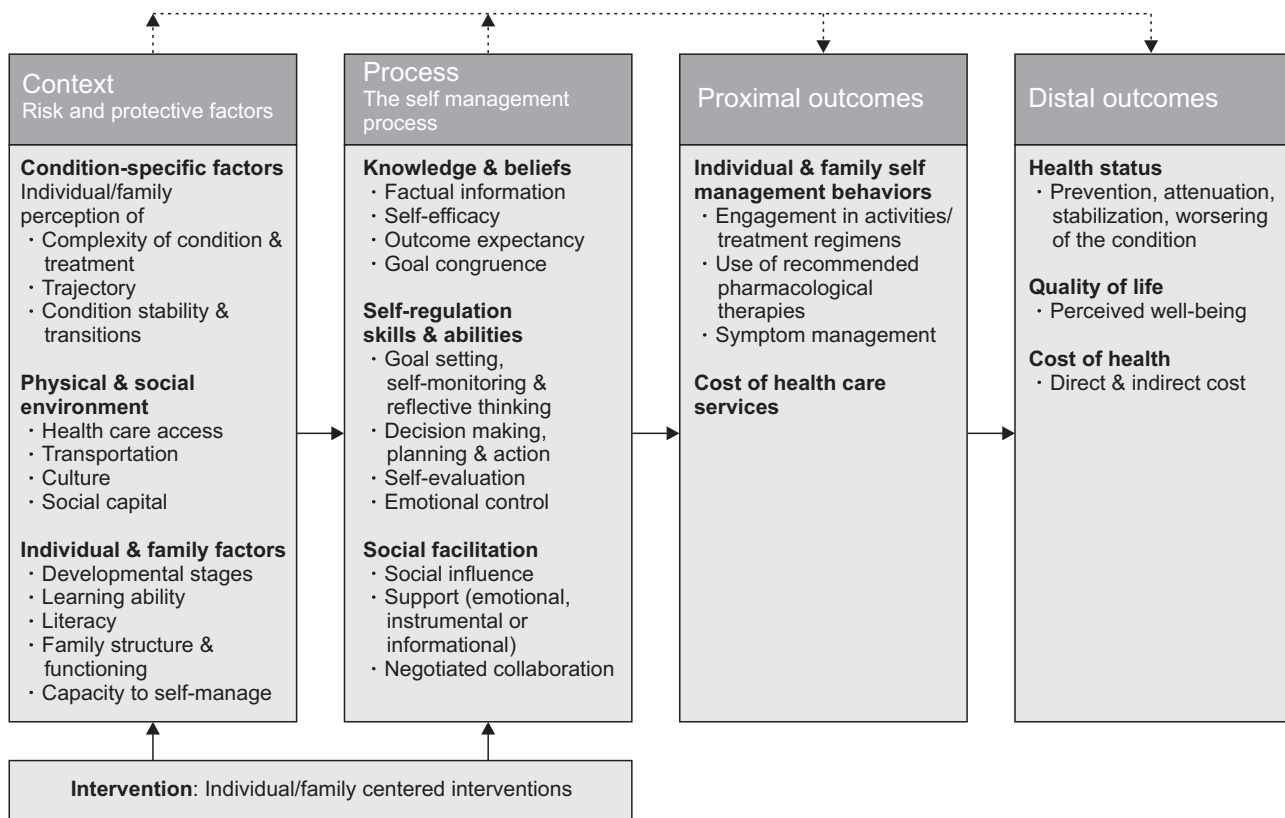 Context
Risk and protective factors
Condition-specific factors
Individual/family
perception of
· Complexity of condition &
treatment
· Trajectory
· Condition stability &
transitions
Physical & social
environment
· Health care access
· Transportation
· Culture
· Social capital
Individual & family factors
· Developmental stages
· Learning ability
· Literacy
· Family structure &
functioning
· Capacity to self-manage
Process
The self management
process
Knowledge & beliefs
· Factual information
· Self-efficacy
· Outcome expectancy
· Goal congruence
Self-regulation
skills & abilities
· Goal setting,
self-monitoring &
reflective thinking
· Decision making,
planning & action
· Self-evaluation
· Emotional control
Social facilitation
· Social influence
· Support (emotional,
instrumental or
informational)
· Negotiated collaboration
Proximal outcomes
Individual & family self
management behaviors
· Engagement in activities/
treatment regimens
· Use of recommended
pharmacological
therapies
· Symptom management
Cost of health care
services
Distal outcomes
Health status
· Prevention, attenuation,
stabilization, worsering
of the condition
Quality of life
· Perceived well-being
Cost of health
· Direct & indirect cost
Intervention: Individual/family centered interventions